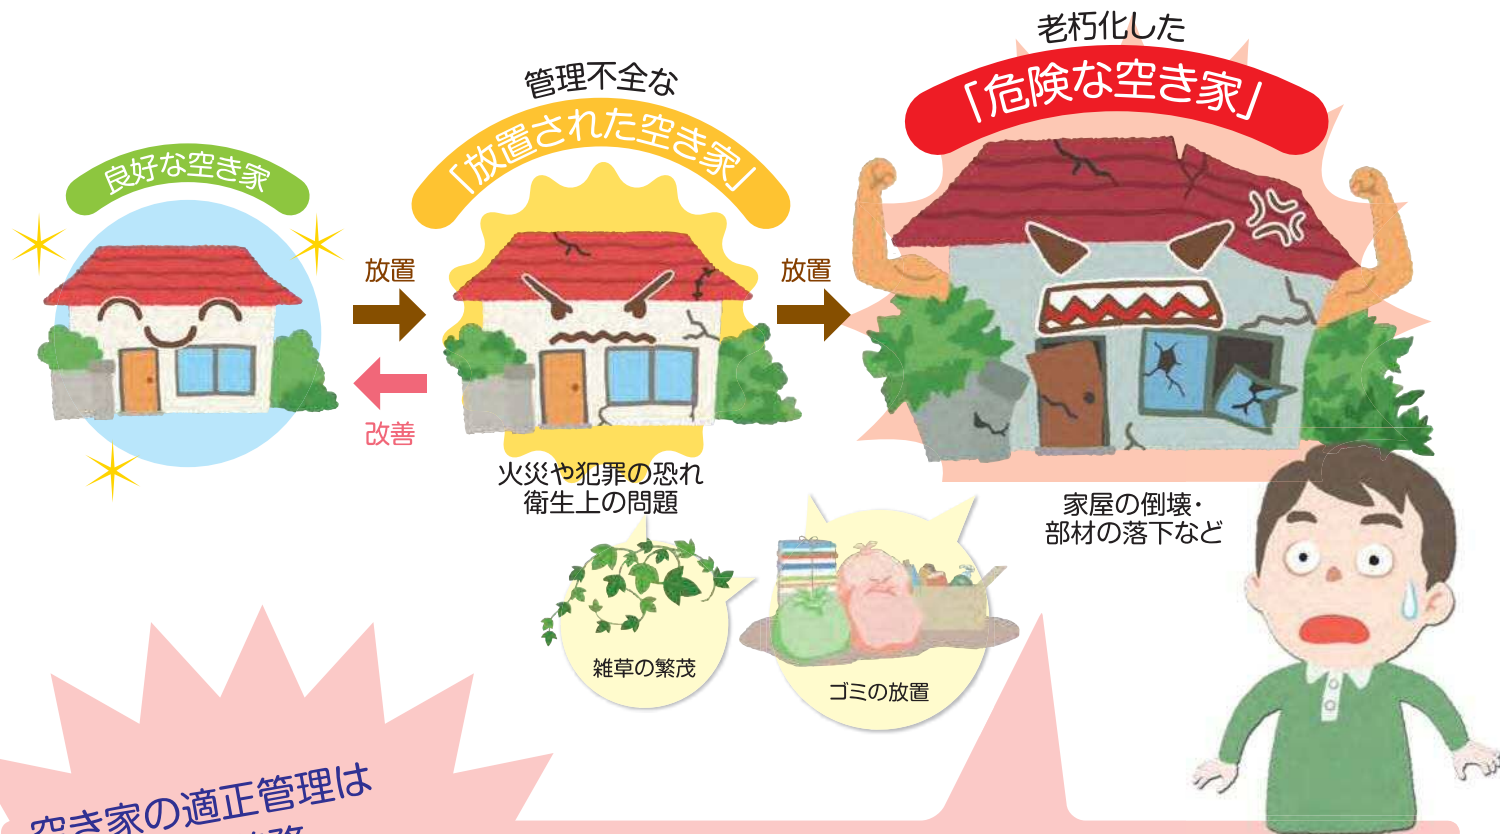 良好な空き家
放置
改善
管理不全な
「放置された空き家」
火災や犯罪の恐れ
衛生上の問題
雑草の繁茂
ゴミの放置
放置
老朽化した
「危険な空き家」
家屋の倒壊・
部材の落下など
空き家の適正管理は